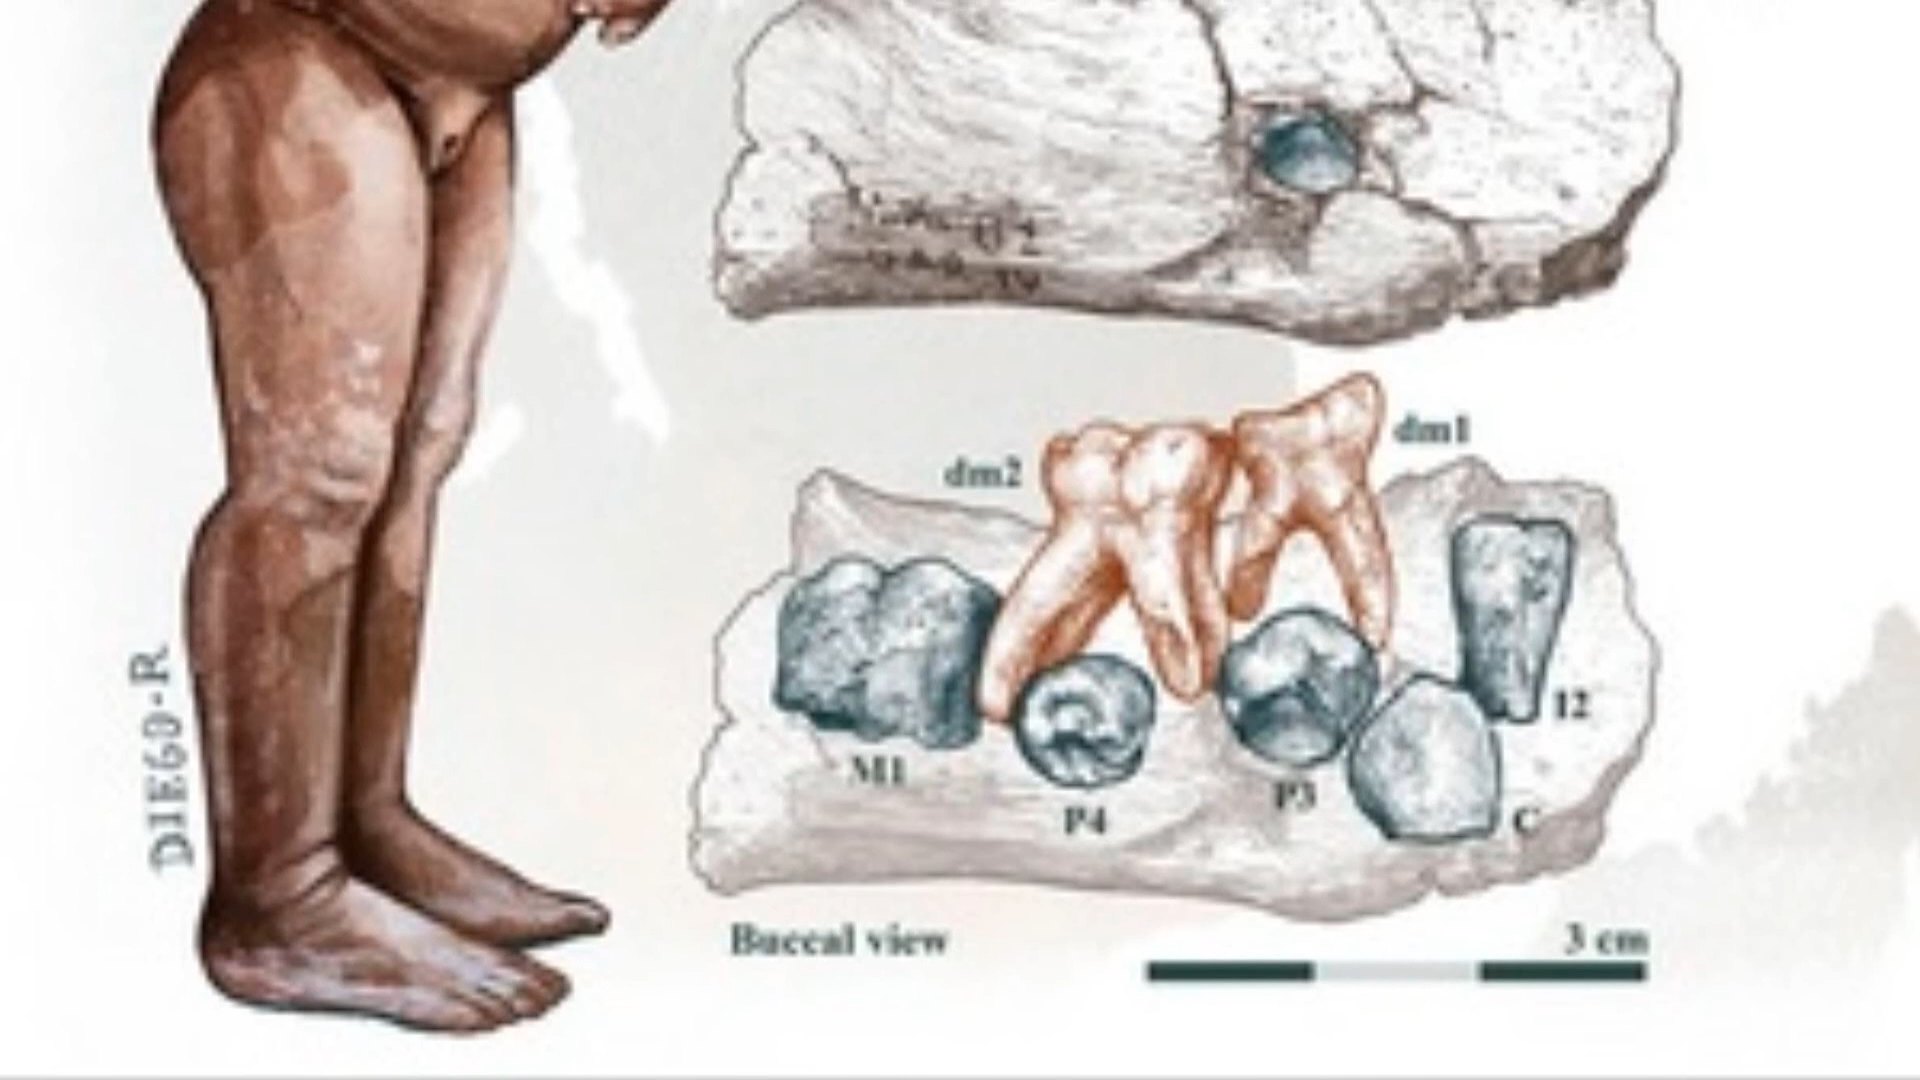 dm1
dm2
I2
M1
P3
P4
C
Buccal view
3 cm
DIEGO·R